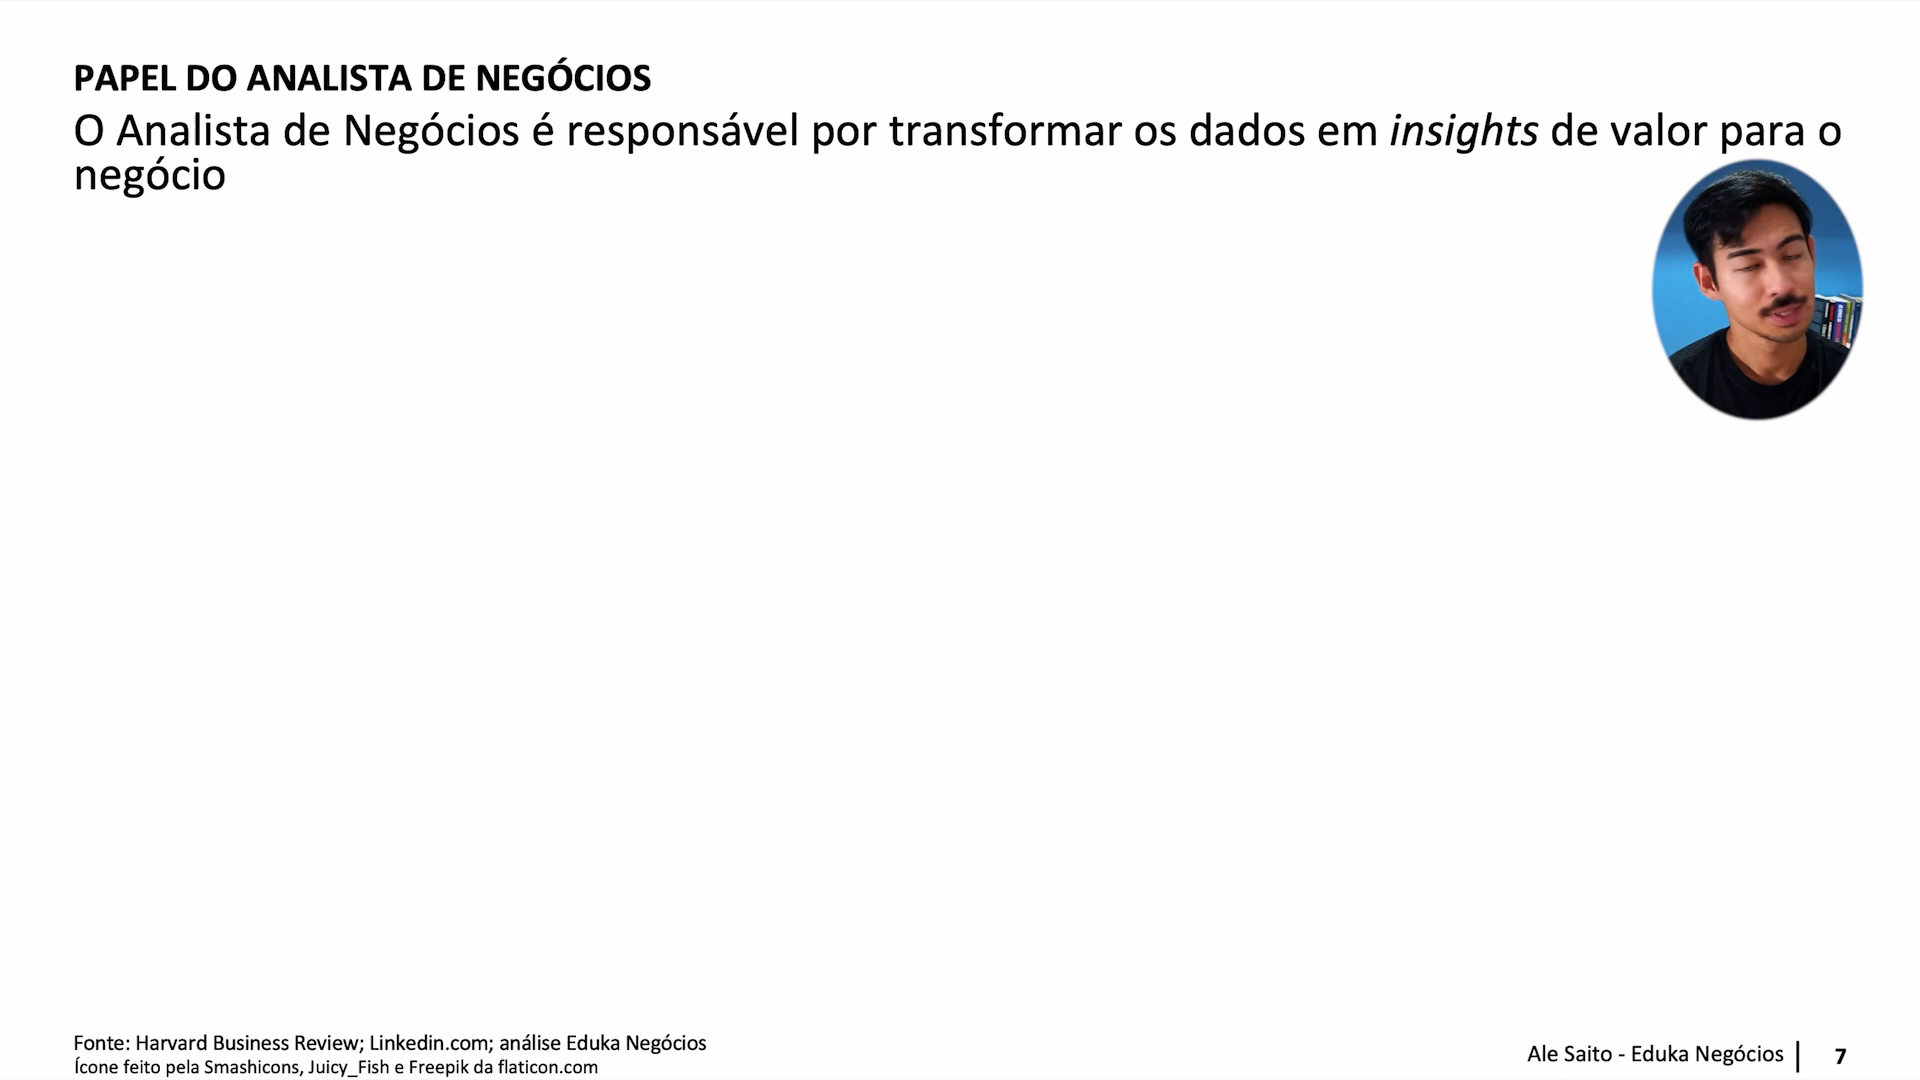 PAPEL DO ANALISTA DE NEGÓCIOS
O Analista de Negócios é responsável por transformar os dados em insights de valor para o
negócio
Fonte: Harvard Business Review; Linkedin.com; análise Eduka Negócios
Ícone feito pela Smashicons, Juicy_Fish e Freepik da flaticon.com
Ale Saito - Eduka Negócios | 7